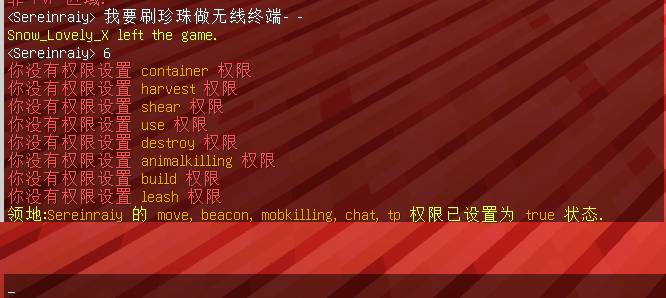 <Sereinraiy> 我要刷珍珠做无线终端- -
Snow_Lovely_X left the game.
<Sereinraiy> 6
你没有权限设置 container 权限
你没有权限设置 harvest 权限
你没有权限设置 shear 权限
你没有权限设置 use 权限
你没有权限设置 destroy 权限
你没有权限设置 animalkilling 权限
你没有权限设置 build 权限
你没有权限设置 leash 权限
领地:Sereinraiy 的 move, beacon, mobkilling, chat, tp 权限已设置为 true 状态.
_